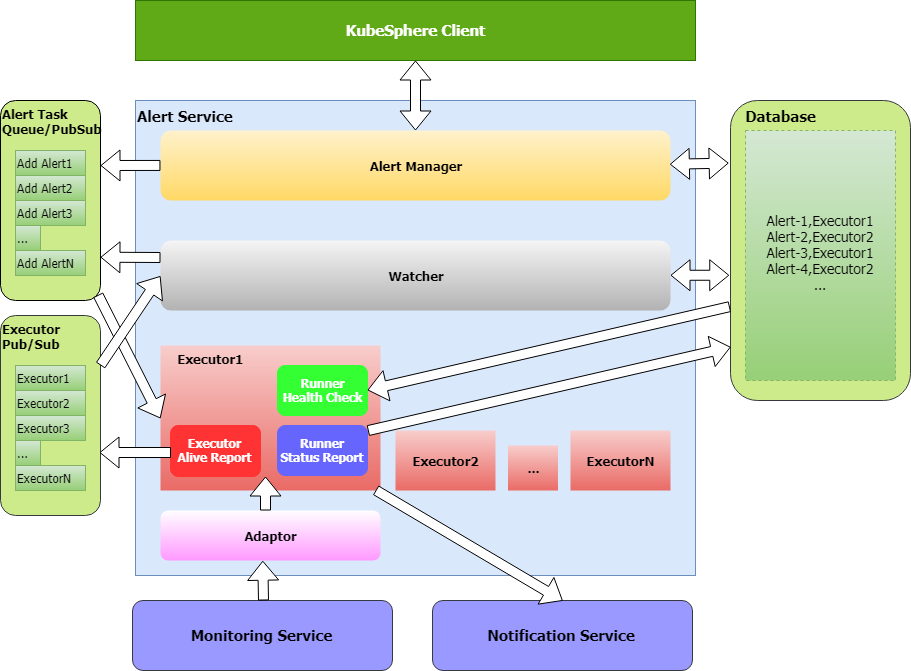 KubeSphere Client
Alert Task
Queue/PubSub
Add Alert1
Add Alert2
Add Alert3
...
Add AlertN
Alert Service
Alert Manager
Watcher
Database
Alert-1,Executor1
Alert-2,Executor2
Alert-3,Executor1
Alert-4,Executor2
...
Executor
Pub/Sub
Executor1
Executor2
Executor3
...
ExecutorN
Executor1
Runner
Health Check
Executor
Alive Report
Runner
Status Report
Executor2
...
ExecutorN
Adaptor
Monitoring Service
Notification Service